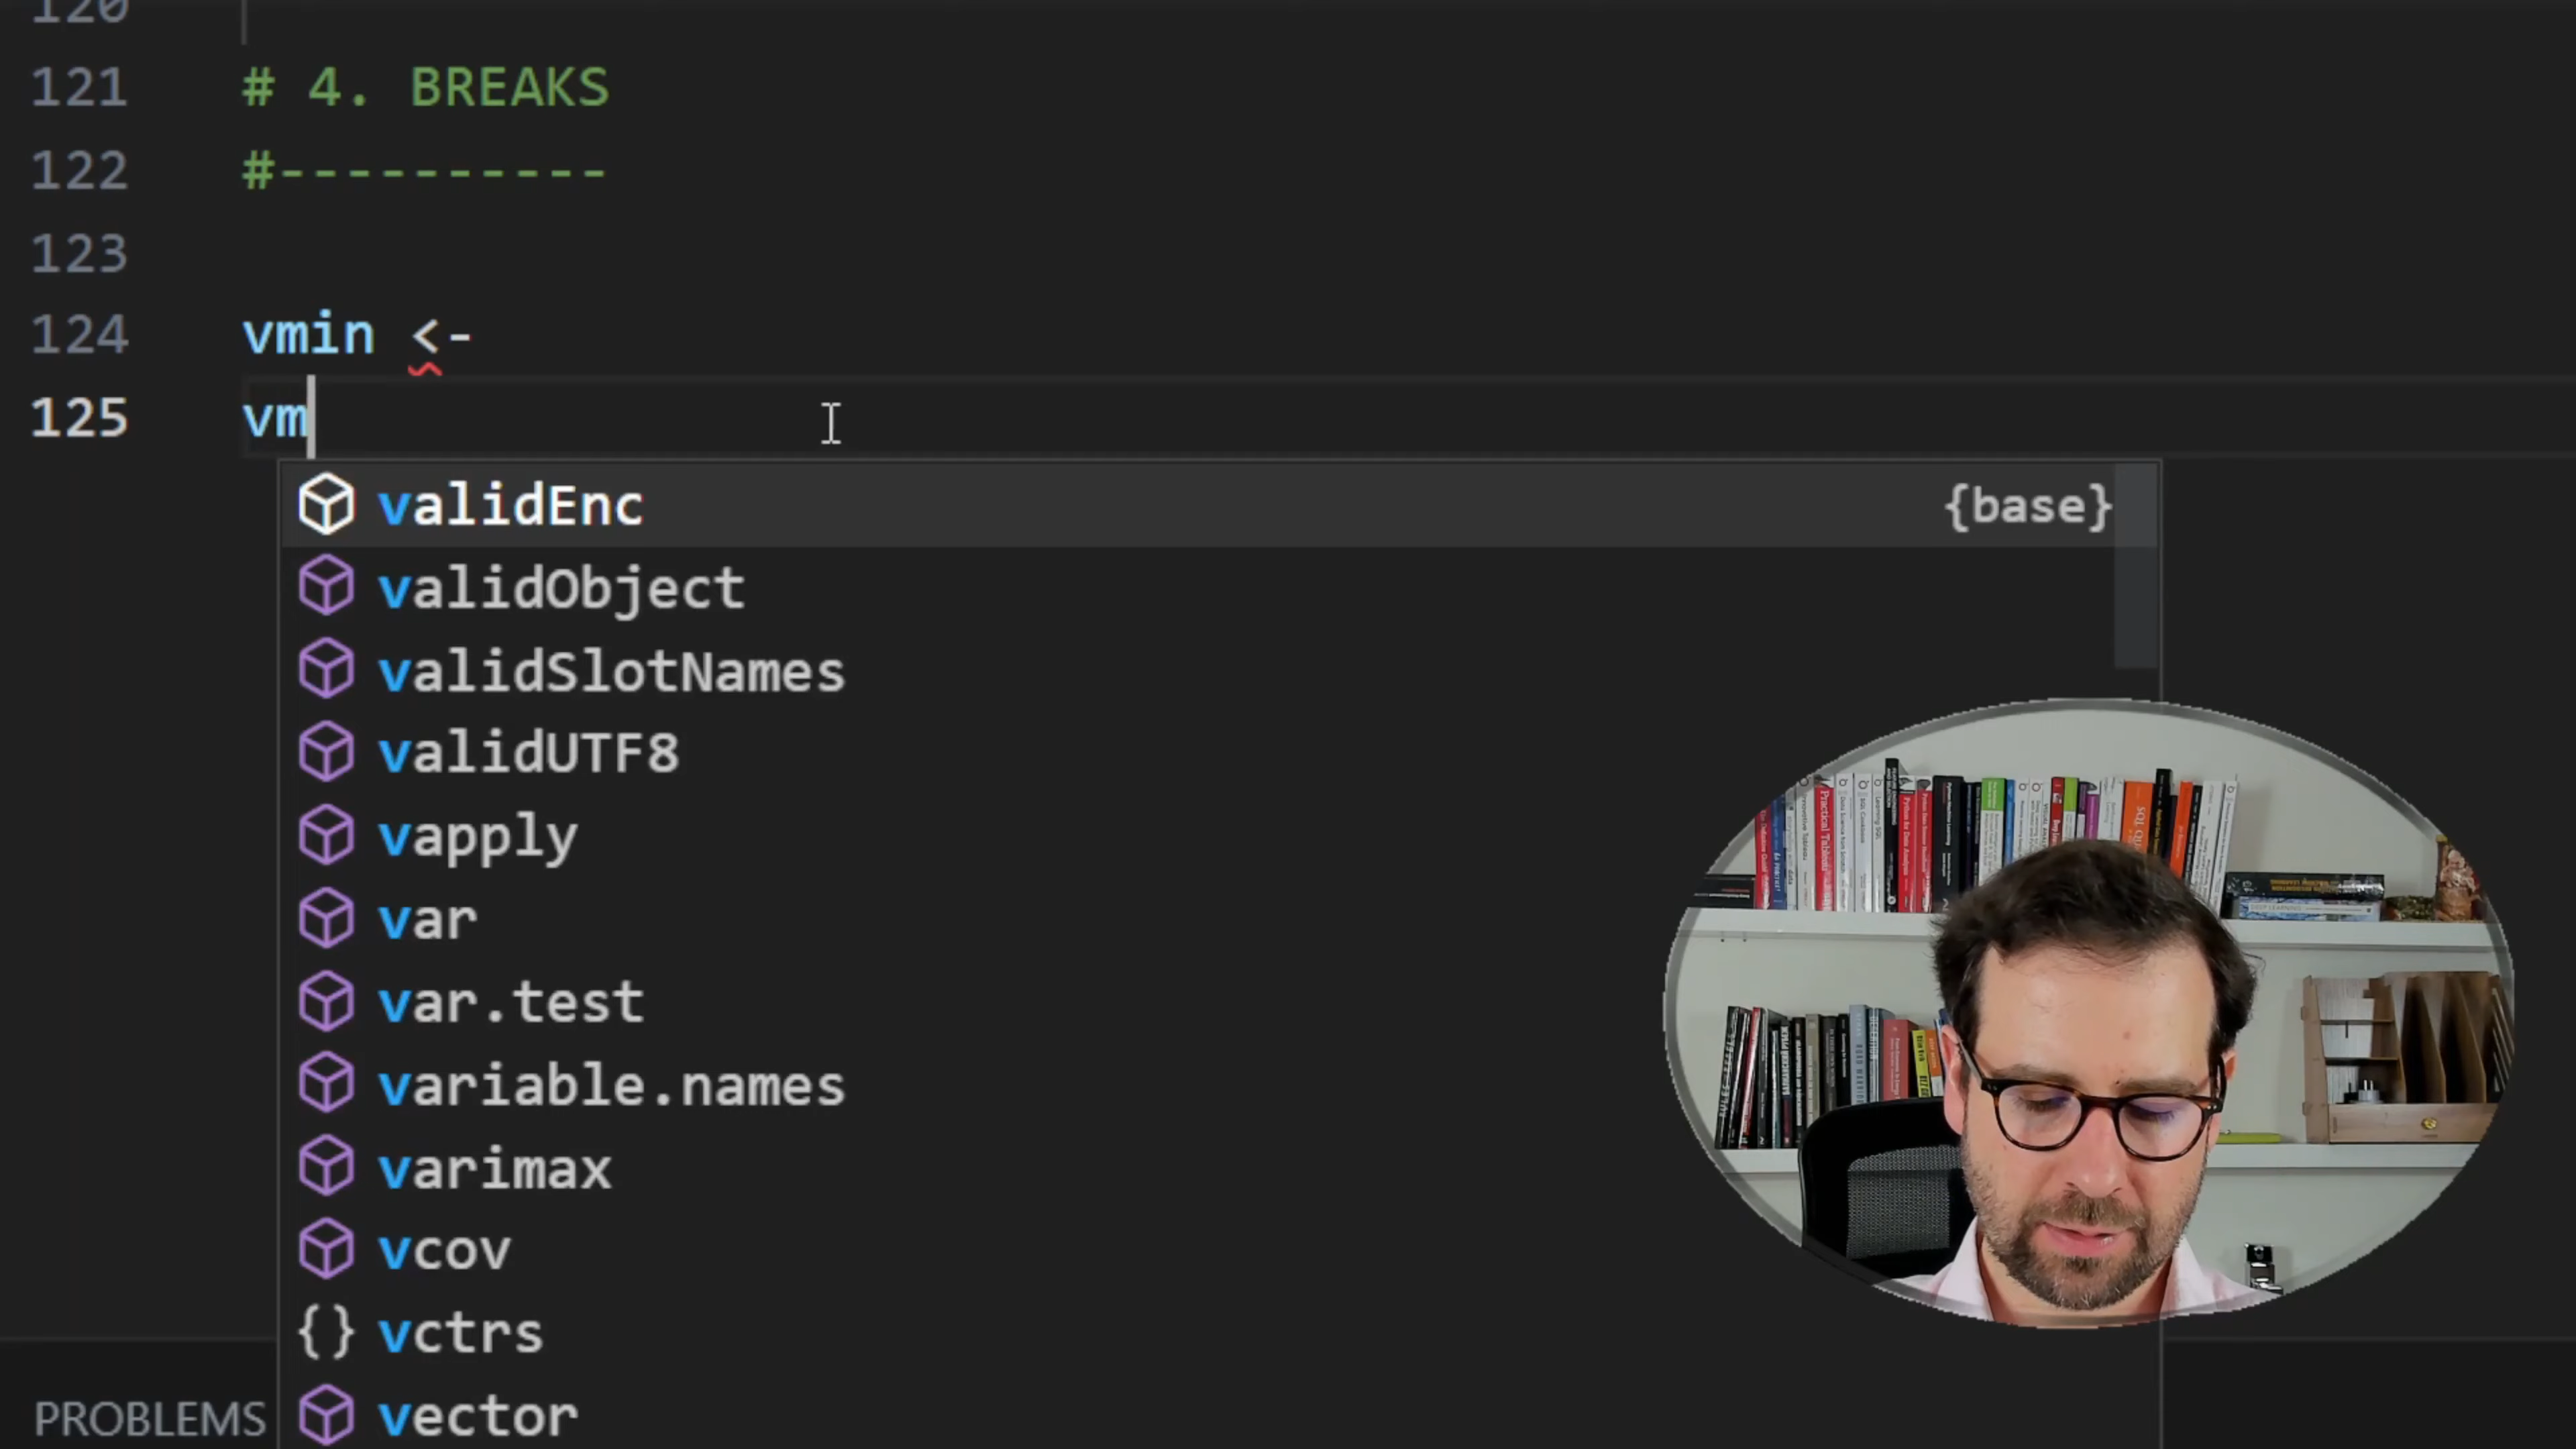 120
121 # 4. BREAKS
122 #----------
123
124 vmin <-
125 vm
validEnc {base}
validObject
validSlotNames
validUTF8
vapply
var
var.test
variable.names
varimax
vcov
{} vctrs
vector
PROBLEMS